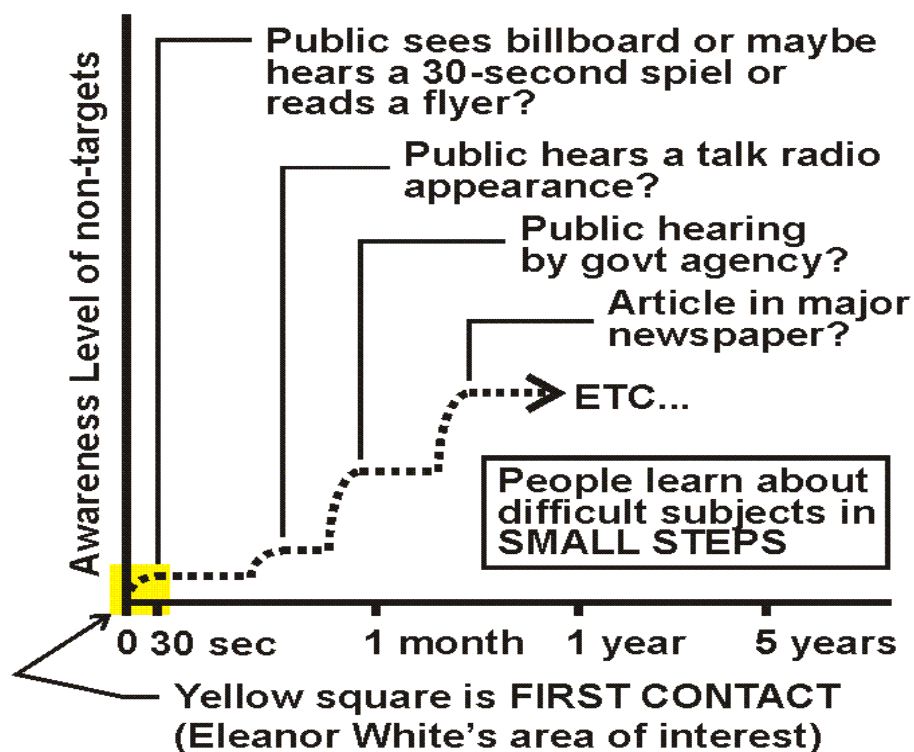 Public sees billboard or maybe
hears a 30-second spiel or
reads a flyer?
Public hears a talk radio
appearance?
Public hearing
by govt agency?
Article in major
newspaper?
ETC...
People learn about
difficult subjects in
SMALL STEPS
Awareness Level of non-targets
0 30 sec 1 month 1 year 5 years
Yellow square is FIRST CONTACT
(Eleanor White's area of interest)